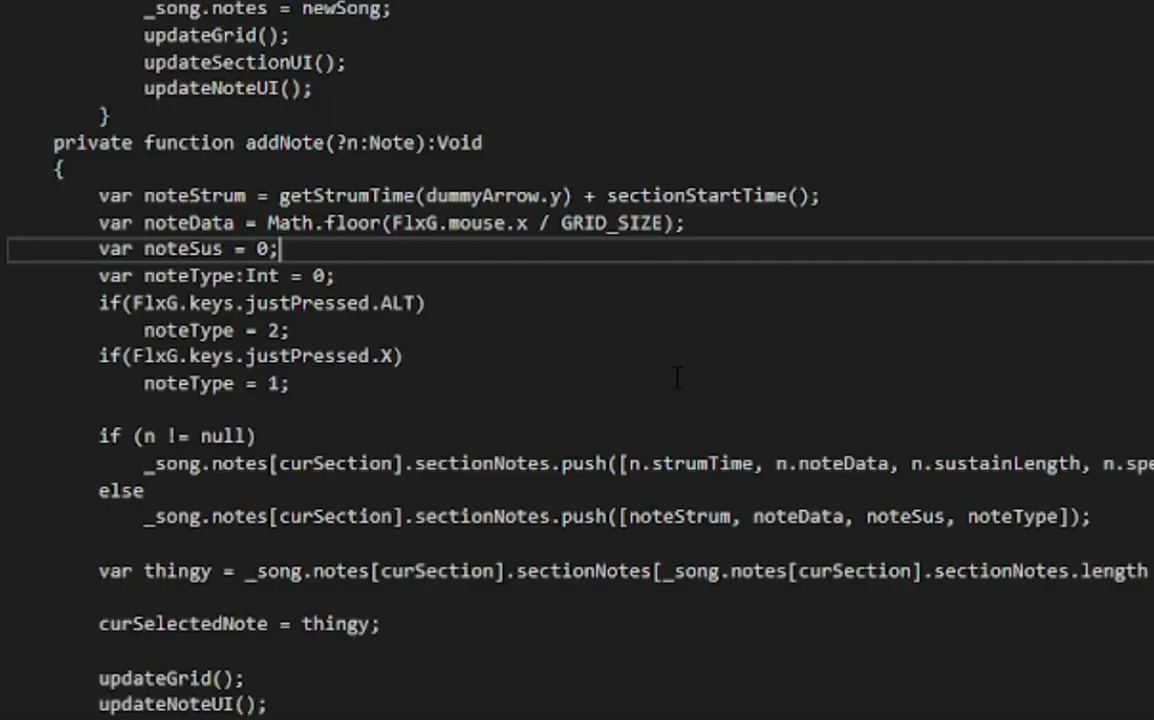 _song.notes = newSong;
updateGrid();
updateSectionUI();
updateNoteUI();
}
private function addNote(?n:Note):Void
{
var noteStrum = getStrumTime(dummyArrow.y) + sectionStartTime();
var noteData = Math.floor(FlxG.mouse.x / GRID_SIZE);
var noteSus = 0;
var noteType:Int = 0;
if(FlxG.keys.justPressed.ALT)
noteType = 2;
if(FlxG.keys.justPressed.X)
noteType = 1;
if (n != null)
_song.notes[curSection].sectionNotes.push([n.strumTime, n.noteData, n.sustainLength, n.spe
else
_song.notes[curSection].sectionNotes.push([noteStrum, noteData, noteSus, noteType]);
var thingy = _song.notes[curSection].sectionNotes[_song.notes[curSection].sectionNotes.length
curSelectedNote = thingy;
updateGrid();
updateNoteUI();